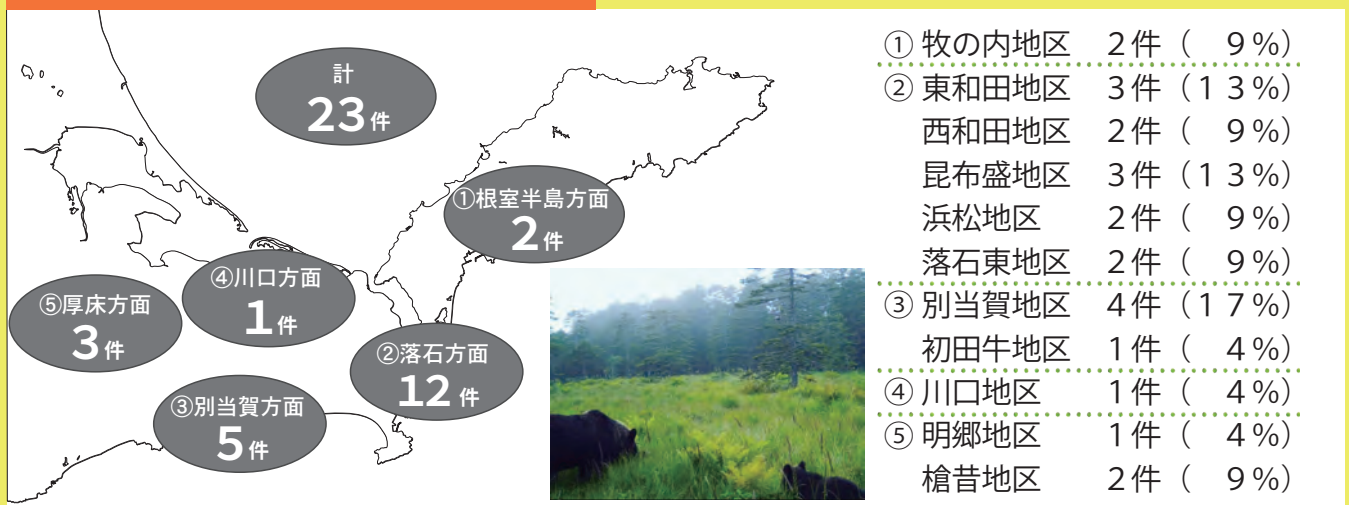 計
23件
①根室半島方面
2件
④川口方面
1件
⑤厚床方面
3件
②落石方面
12件
③別当賀方面
5件
① 牧の内地区 2件 ( 9%)
② 東和田地区 3件 (13%)
西和田地区 2件 ( 9%)
昆布盛地区 3件 (13%)
浜松地区 2件 ( 9%)
落石東地区 2件 ( 9%)
③ 別当賀地区 4件 (17%)
初田牛地区 1件 ( 4%)
④ 川口地区 1件 ( 4%)
⑤ 明郷地区 1件 ( 4%)
槍昔地区 2件 ( 9%)